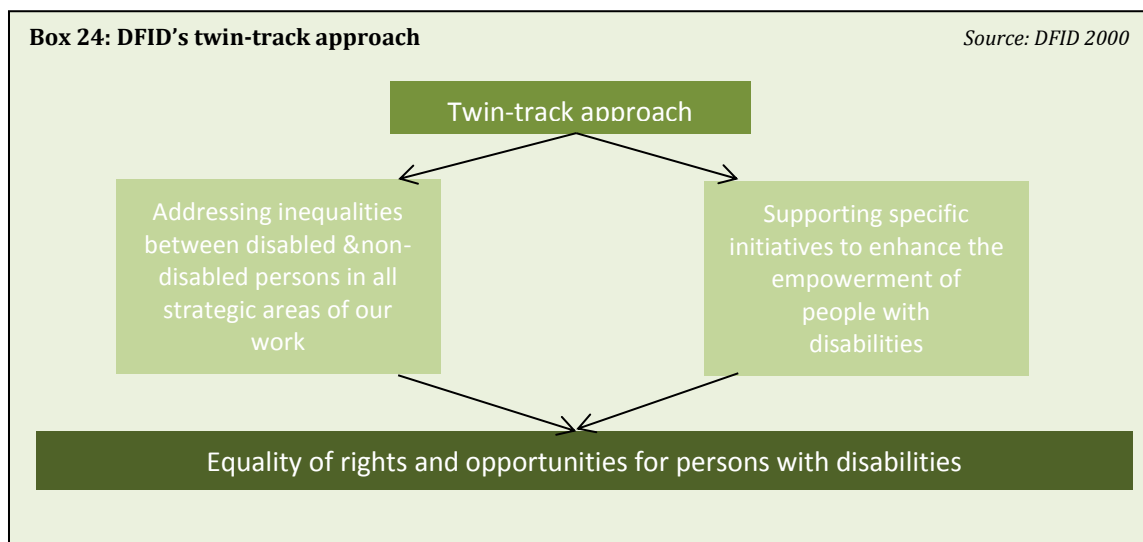 Box 24: DFID’s twin-track approach
Source: DFID 2000
Twin-track approach
Addressing inequalities
between disabled &non-
disabled persons in all
strategic areas of our
work
Supporting specific
initiatives to enhance the
empowerment of
people with
disabilities
Equality of rights and opportunities for persons with disabilities